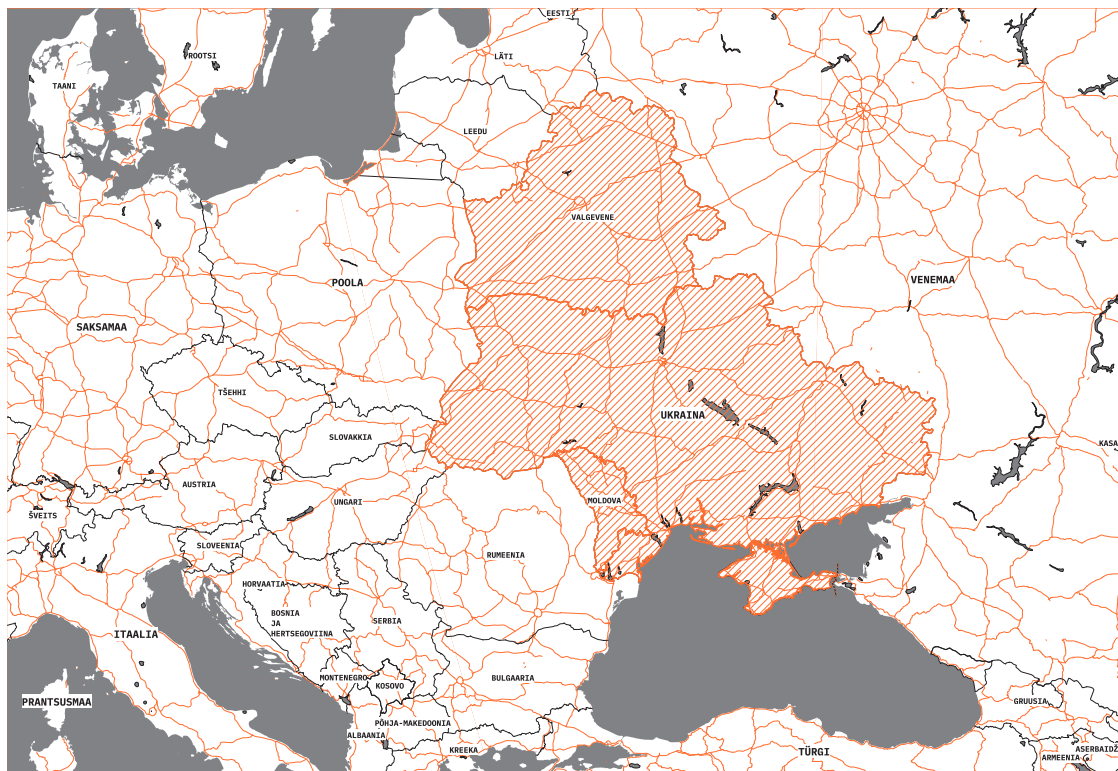 EESTI
ROOTSI
LÄTI
TAANI
LEEDU
VALGEVENE
VENEMAA
POOLA
SAKSAMAA
TŠEHHI
UKRAINA
SLOVAKKIA
KASA
AUSTRIA
UNGARI
MOLDOVA
ŠVEITS
SLOVEENIA
RUMEENIA
HORVAATIA
BOSNIA
JA
HERTSEGOVIINA
SERBIA
ITAALIA
MONTENEGRO
KOSOVO
BULGAARIA
PRANTSUSMAA
GRUUSIA
PÕHJA-MAKEDOONIA
ALBAANIA
KREEKA
TÜRGI
ASERBAIDŽ
ARMEENIA